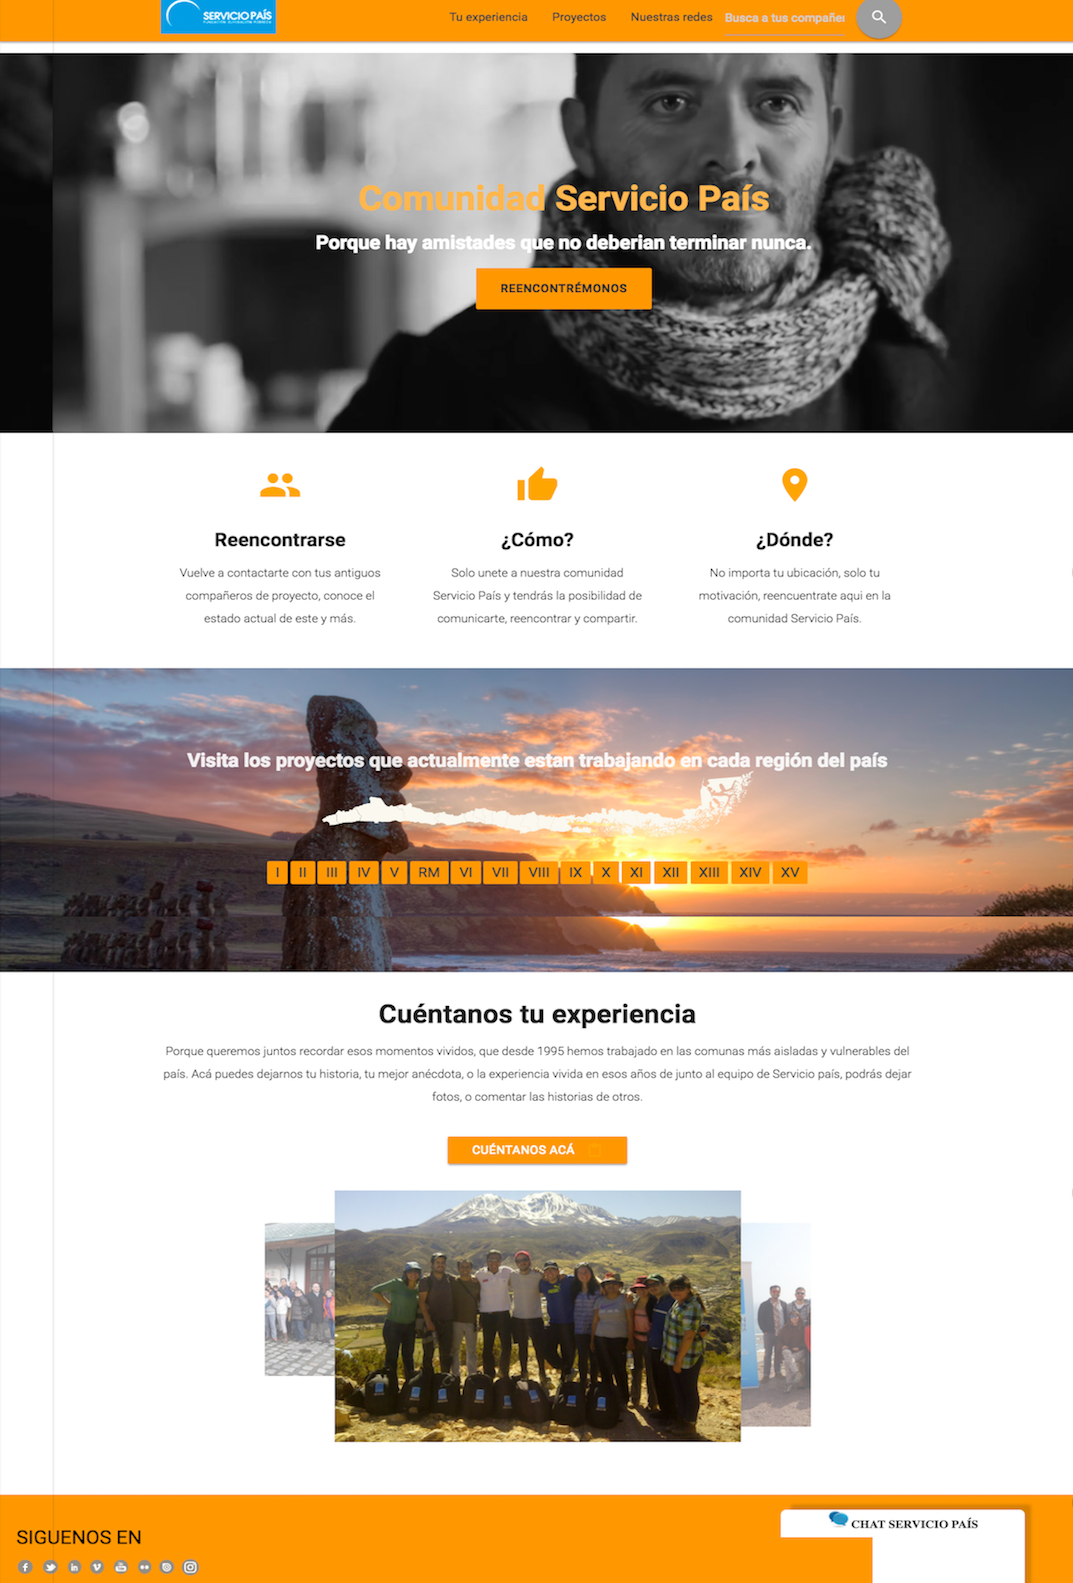 SERVICIO PAÍS
FUNDACIÓN SUPERACIÓN POBREZA
Tu experiencia Proyectos Nuestras redes Busca a tus compañer
Comunidad Servicio País
Porque hay amistades que no deberian terminar nunca.
REENCONTRÉMONOS
Reencontrarse
Vuelve a contactarte con tus antiguos
compañeros de proyecto, conoce el
estado actual de este y más.
¿Cómo?
Solo unete a nuestra comunidad
Servicio País y tendrás la posibilidad de
comunicarte, reencontrar y compartir.
¿Dónde?
No importa tu ubicación, solo tu
motivación, reencuentrate aqui en la
comunidad Servicio País.
Visita los proyectos que actualmente estan trabajando en cada región del país
I II III IV V RM VI VII VIII IX X XI XII XIII XIV XV
Cuéntanos tu experiencia
Porque queremos juntos recordar esos momentos vividos, que desde 1995 hemos trabajado en las comunas más aisladas y vulnerables del
país. Acá puedes dejarnos tu historia, tu mejor anécdota, o la experiencia vivida en esos años de junto al equipo de Servicio país, podrás dejar
fotos, o comentar las historias de otros.
CUÉNTANOS ACÁ
SIGUENOS EN
CHAT SERVICIO PAÍS